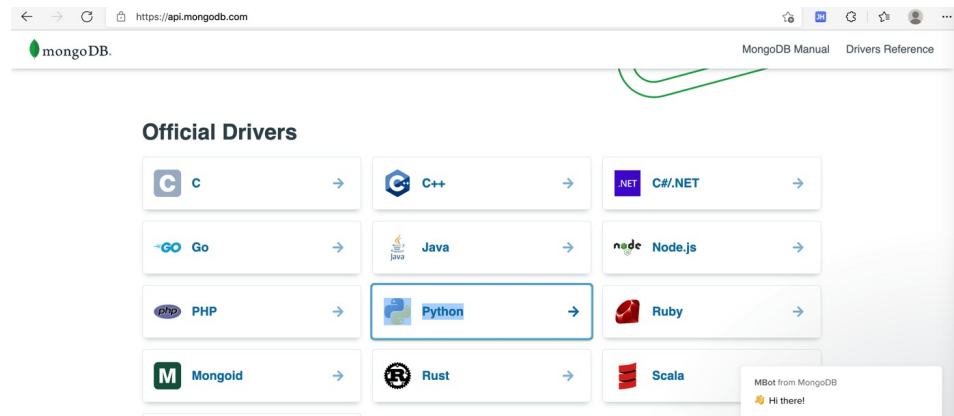 https://api.mongodb.com
JH
mongoDB.
MongoDB Manual Drivers Reference
Official Drivers
C C
C++
.NET C#/.NET
GO Go
Java Java
node Node.js
php PHP
Python
Ruby
M Mongoid
R Rust
Scala
MBot from MongoDB
👋 Hi there!